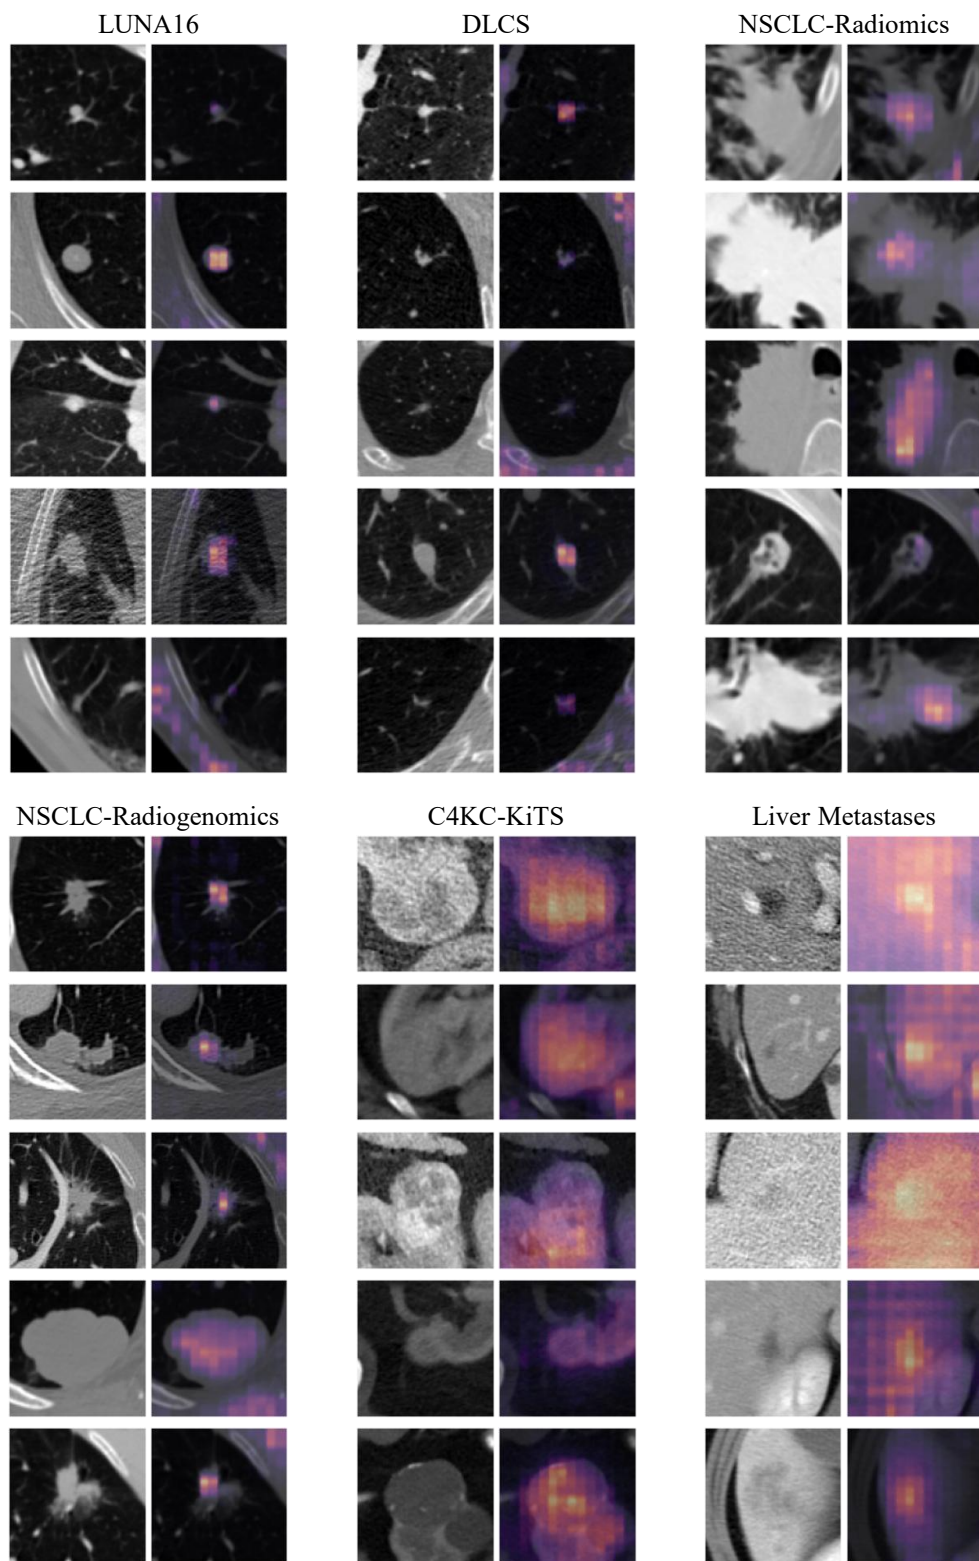 LUNA16
DLCS
NSCLC-Radiomics
NSCLC-Radiogenomics
C4KC-KiTS
Liver Metastases